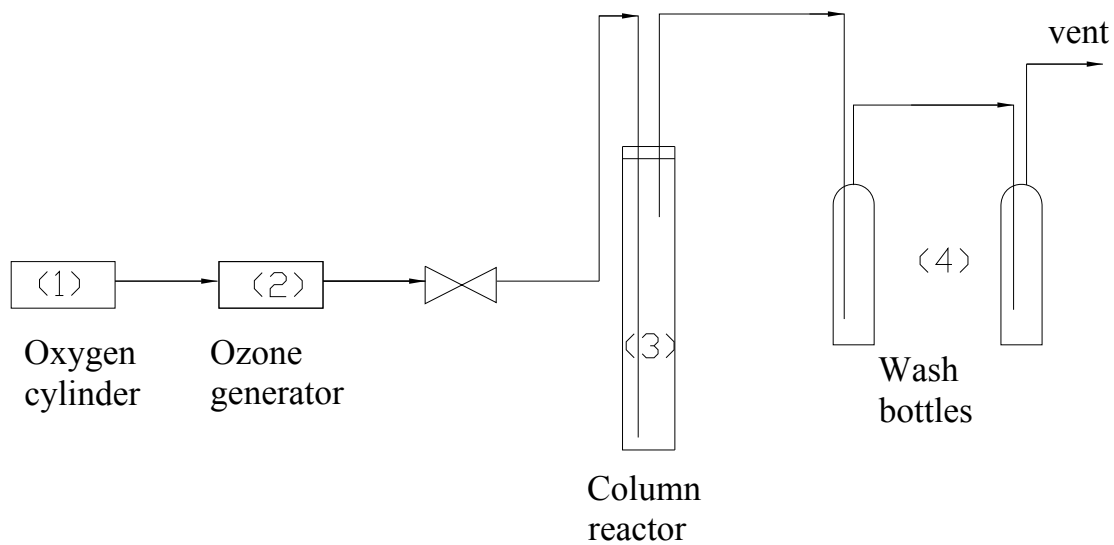 vent
(1)
(2)
(3)
(4)
Oxygen
cylinder
Ozone
generator
Wash
bottles
Column
reactor